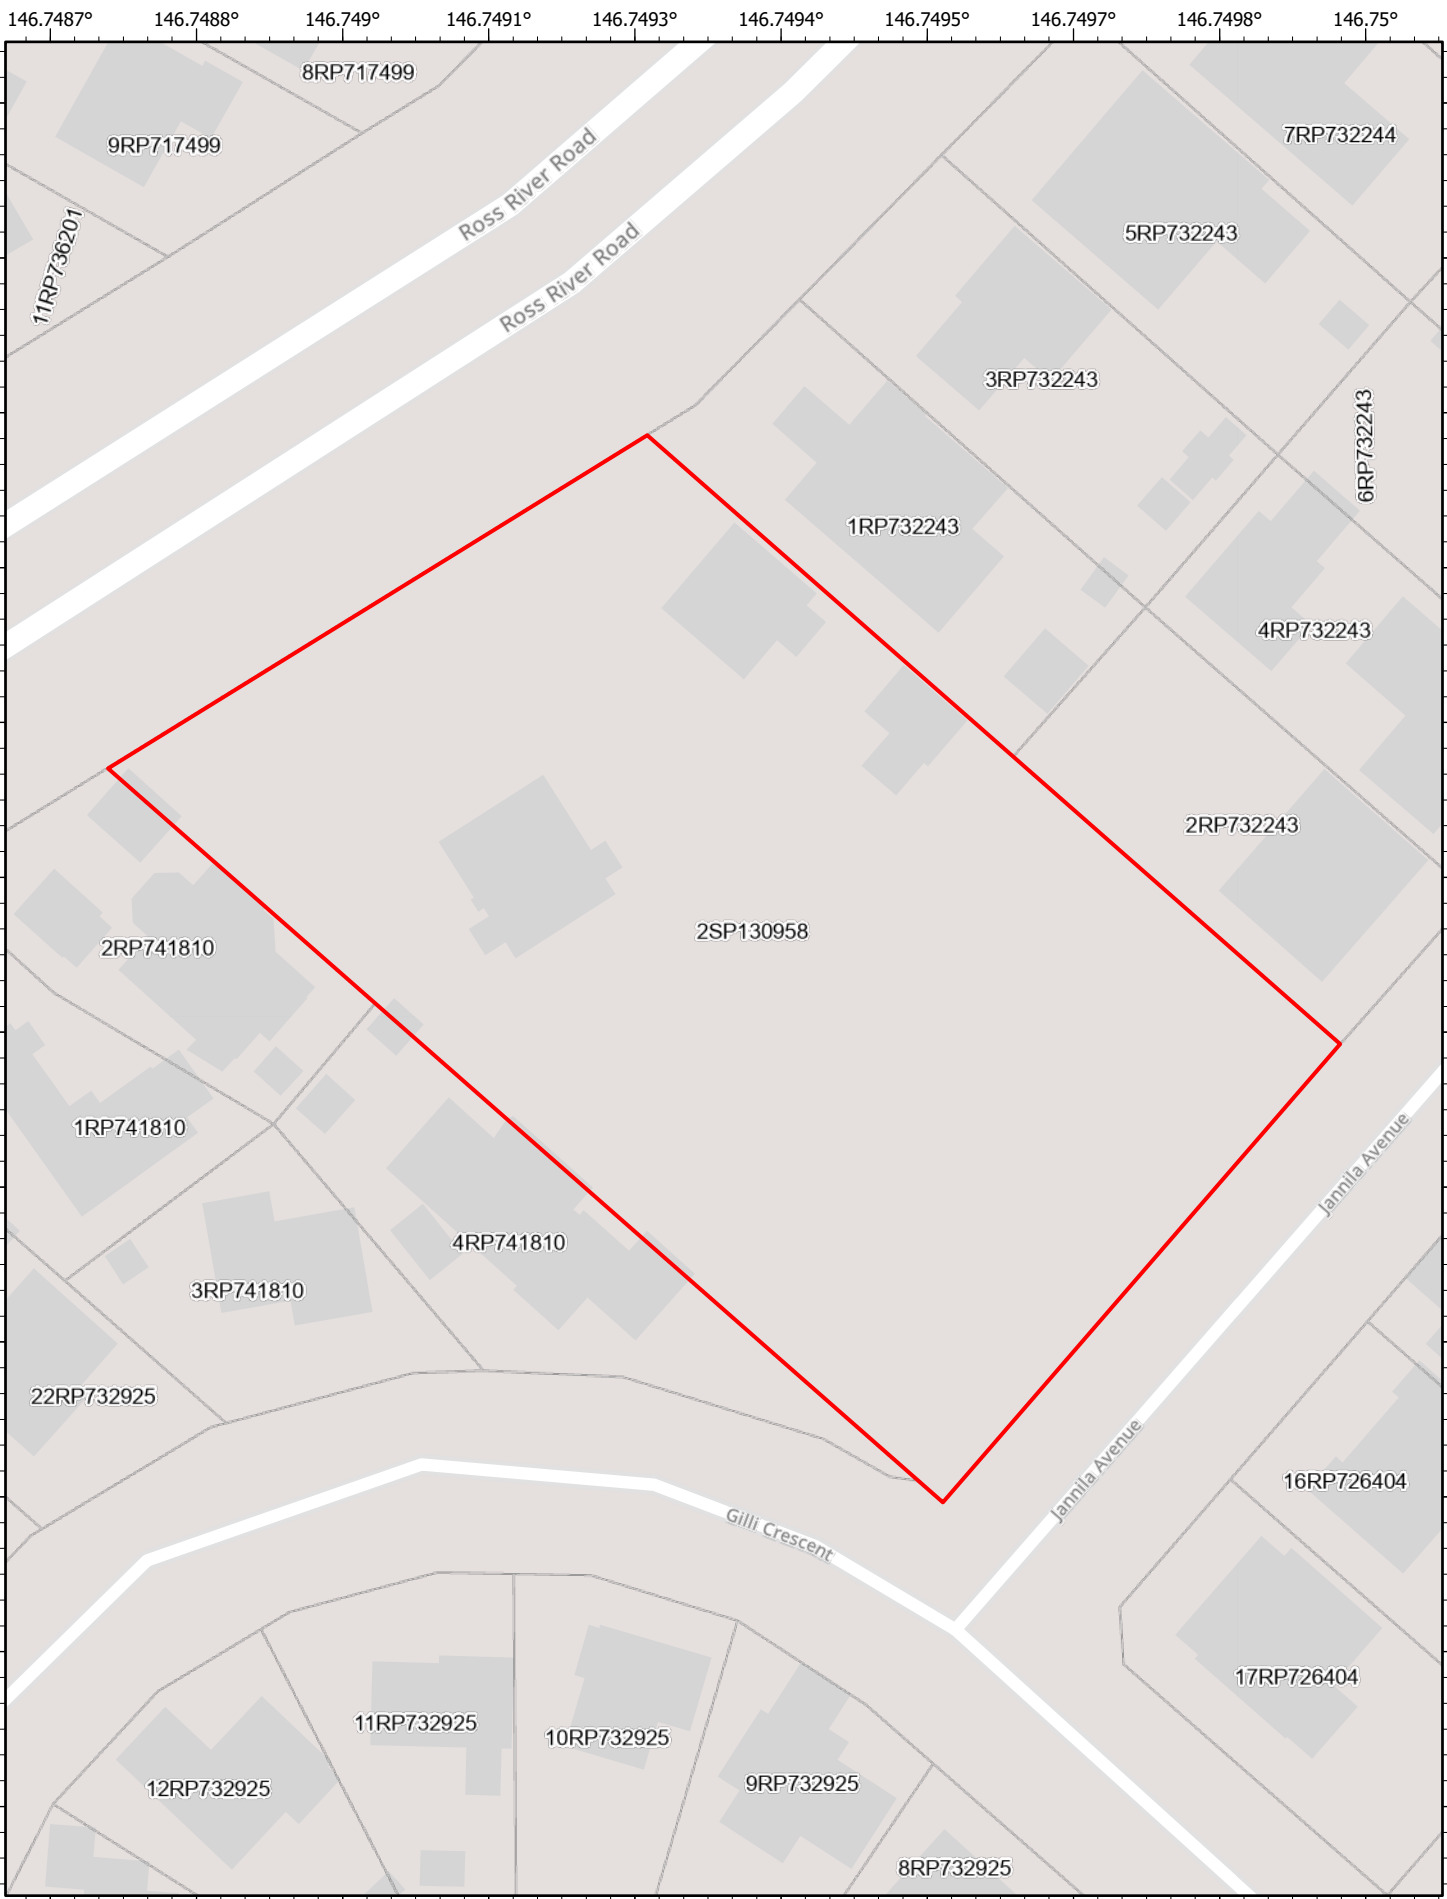 146.7487° 146.7488° 146.749° 146.7491° 146.7493° 146.7494° 146.7495° 146.7497° 146.7498° 146.75°
8RP717499
9RP717499
7RP732244
Ross River Road
5RP732243
11RP736201
Ross River Road
3RP732243
6RP732243
1RP732243
4RP732243
2RP732243
2SP130958
2RP741810
1RP741810
Jannila Avenue
4RP741810
3RP741810
22RP732925
Jannila Avenue
16RP726404
Gilli Crescent
17RP726404
11RP732925
10RP732925
9RP732925
12RP732925
8RP732925